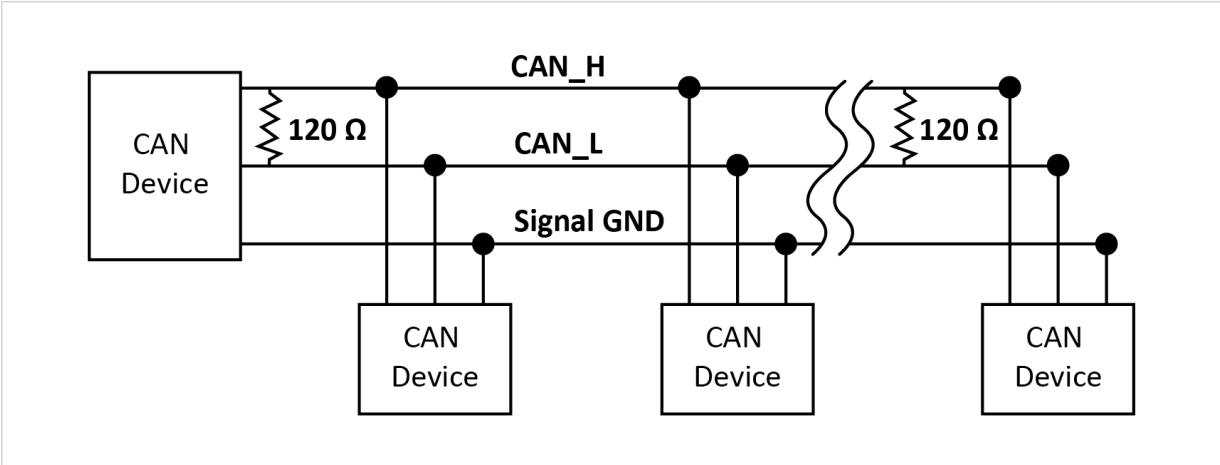 CAN_H
120 Ω
120 Ω
CAN
Device
CAN_L
Signal GND
CAN
Device
CAN
Device
CAN
Device